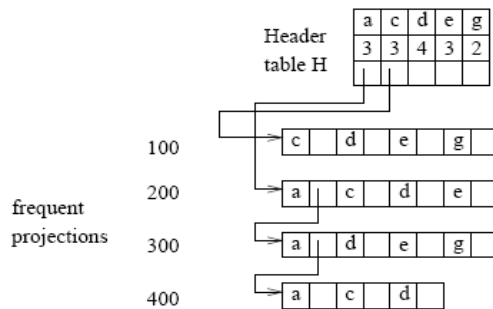 a c d e g
Header 3 3 4 3 2
table H
100 c d e g
200 a c d e
frequent
projections
300 a d e g
400 a c d